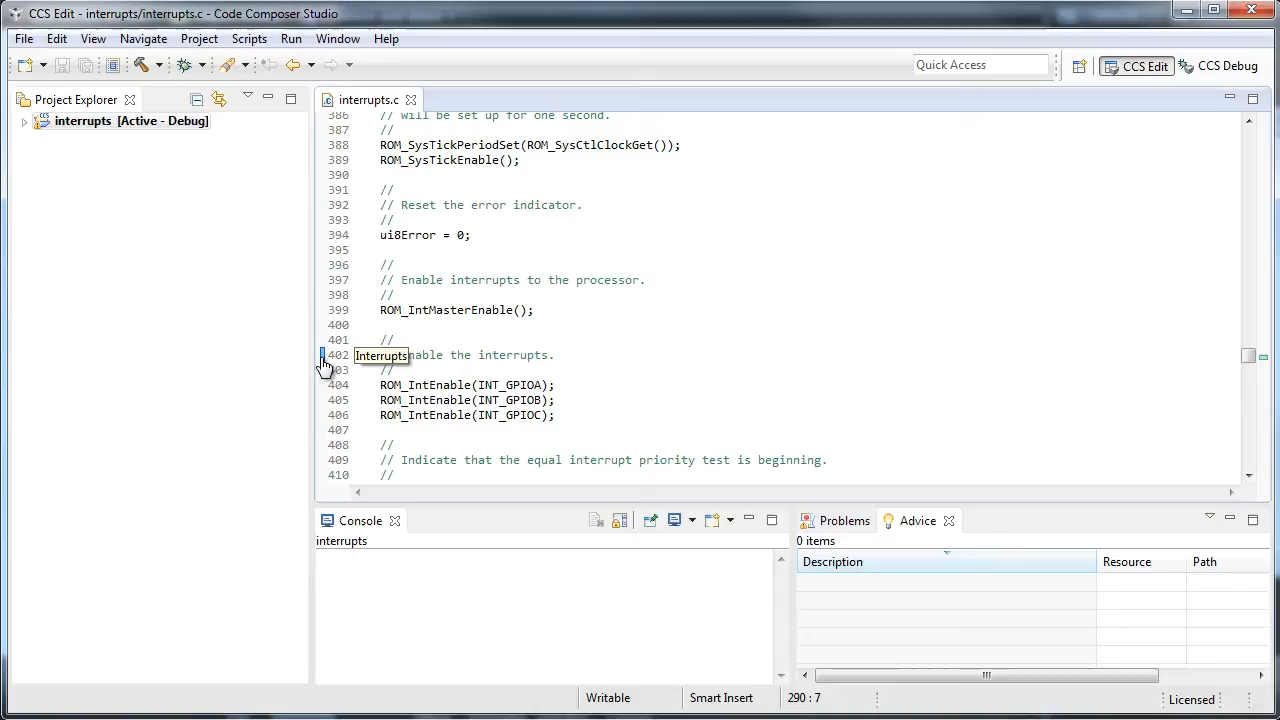 CCS Edit - interrupts/interrupts.c - Code Composer Studio
File Edit View Navigate Project Scripts Run Window Help
Quick Access
CCS Edit
CCS Debug
Project Explorer
interrupts [Active - Debug]
interrupts.c
386 // will be set up for one second.
387 //
388 ROM_SysTickPeriodSet(ROM_SysCtlClockGet());
389 ROM_SysTickEnable();
390
391 //
392 // Reset the error indicator.
393 //
394 ui8Error = 0;
395
396 //
397 // Enable interrupts to the processor.
398 //
399 ROM_IntMasterEnable();
400
401 //
402 Interrupts nable the interrupts.
403 //
404 ROM_IntEnable(INT_GPIOA);
405 ROM_IntEnable(INT_GPIOB);
406 ROM_IntEnable(INT_GPIOC);
407
408 //
409 // Indicate that the equal interrupt priority test is beginning.
410 //
Console
interrupts
Problems Advice
0 items
Description Resource Path
Writable Smart Insert 290 : 7 Licensed